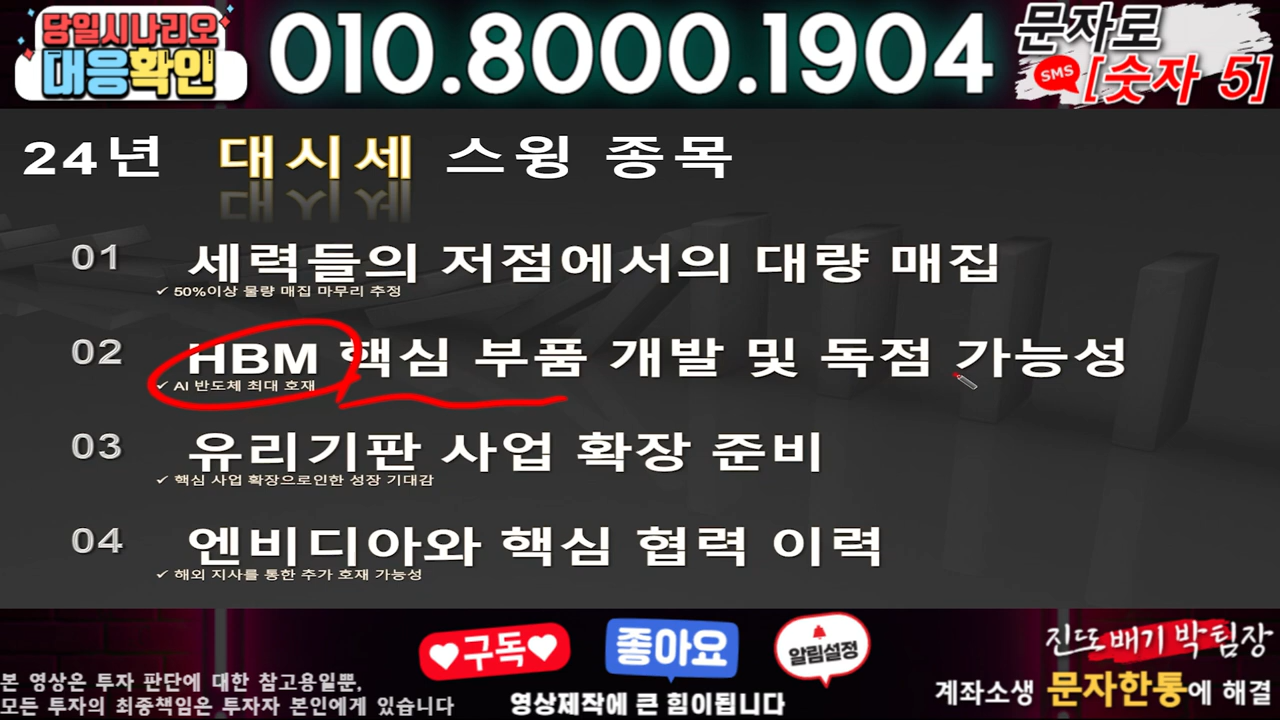 당일시나리오
대응확인
010.8000.1904
문자로
SMS
[숫자 5]
24년 대시세 스윙 종목
01 세력들의 저점에서의 대량 매집
✓ 50%이상 물량 매집 마무리 추정
02 HBM 핵심 부품 개발 및 독점 가능성
✓ AI 반도체 최대 호재
03 유리기판 사업 확장 준비
✓ 핵심 사업 확장으로인한 성장 기대감
04 엔비디아와 핵심 협력 이력
✓ 해외 지사를 통한 추가 호재 가능성
구독
좋아요
알림설정
영상제작에 큰 힘이됩니다
본 영상은 투자 판단에 대한 참고용일뿐,
모든 투자의 최종책임은 투자자 본인에게 있습니다
진또배기 박팀장
계좌소생 문자한통에 해결